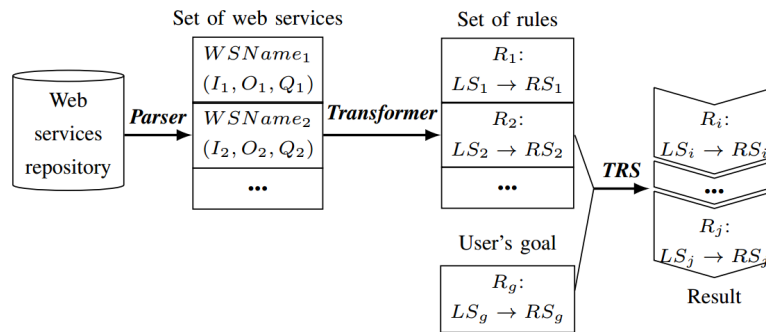 Set of web services
Set of rules
Web
services
repository
Parser
WSName₁
(I₁, O₁, Q₁)
WSName₂
(I₂, O₂, Q₂)
...
Transformer
R₁:
LS₁ → RS₁
R₂:
LS₂ → RS₂
...
User's goal
R_g:
LS_g → RS_g
TRS
R_i:
LS_i → RS_i
...
R_j:
LS_j → RS_j
Result